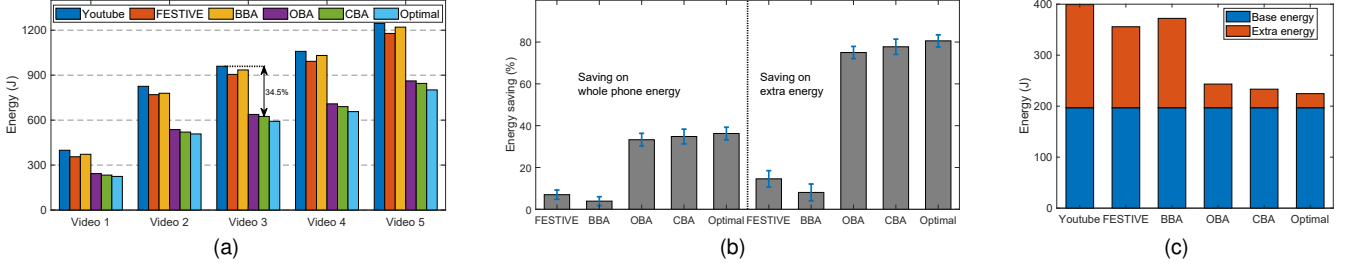 Youtube FESTIVE BBA OBA CBA Optimal
Energy (J)
1200
900
600
300
0
34.5%
Video 1 Video 2 Video 3 Video 4 Video 5
(a)
Energy saving (%)
80
60
40
20
0
Saving on
whole phone energy
Saving on
extra energy
FESTIVE BBA OBA CBA Optimal FESTIVE BBA OBA CBA Optimal
(b)
Energy (J)
400
300
200
100
0
Base energy
Extra energy
Youtube FESTIVE BBA OBA CBA Optimal
(c)